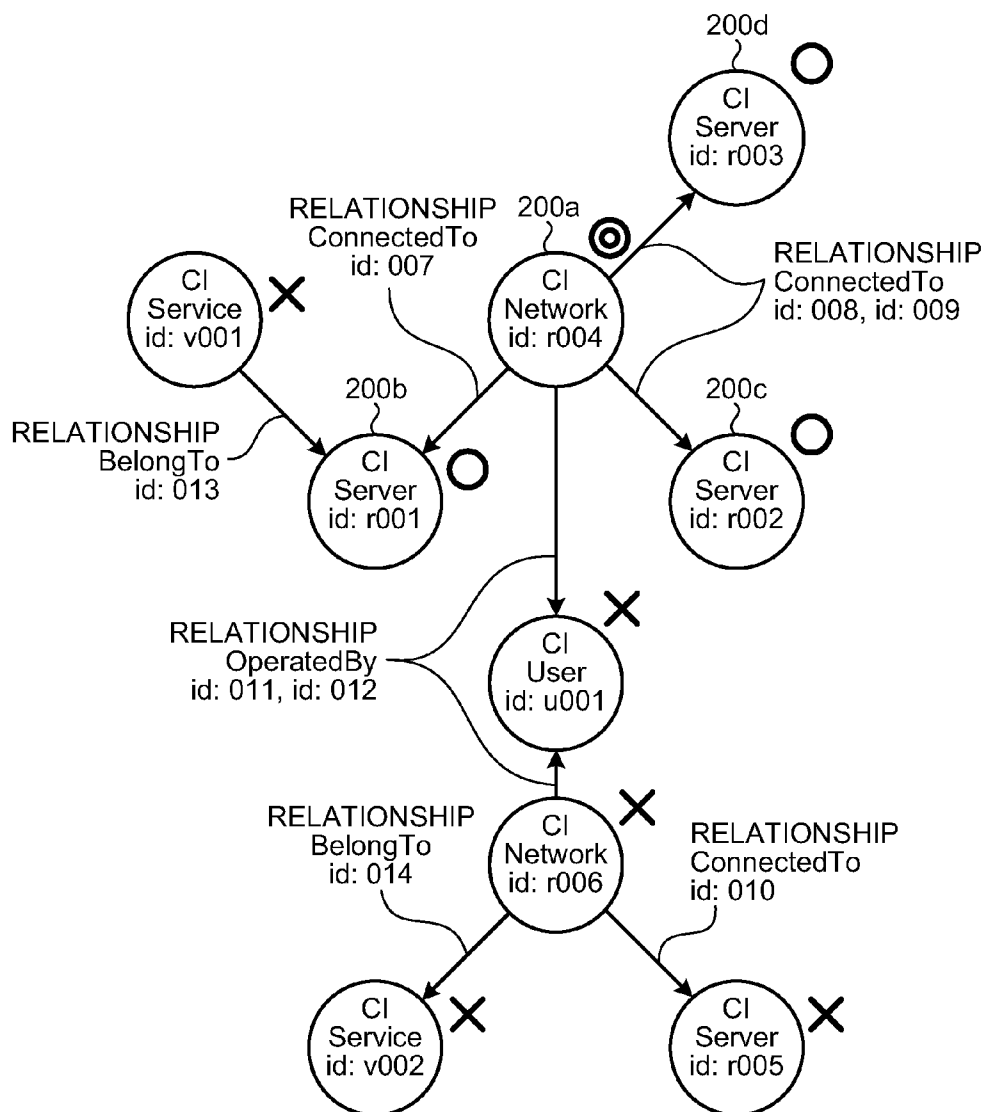 200d
CI
Server
id: r003
RELATIONSHIP
ConnectedTo
id: 007
200a
CI
Network
id: r004
RELATIONSHIP
ConnectedTo
id: 008, id: 009
CI
Service
id: v001
200b
200c
RELATIONSHIP
BelongTo
id: 013
CI
Server
id: r001
CI
Server
id: r002
RELATIONSHIP
OperatedBy
id: 011, id: 012
CI
User
id: u001
RELATIONSHIP
BelongTo
id: 014
CI
Network
id: r006
RELATIONSHIP
ConnectedTo
id: 010
CI
Service
id: v002
CI
Server
id: r005